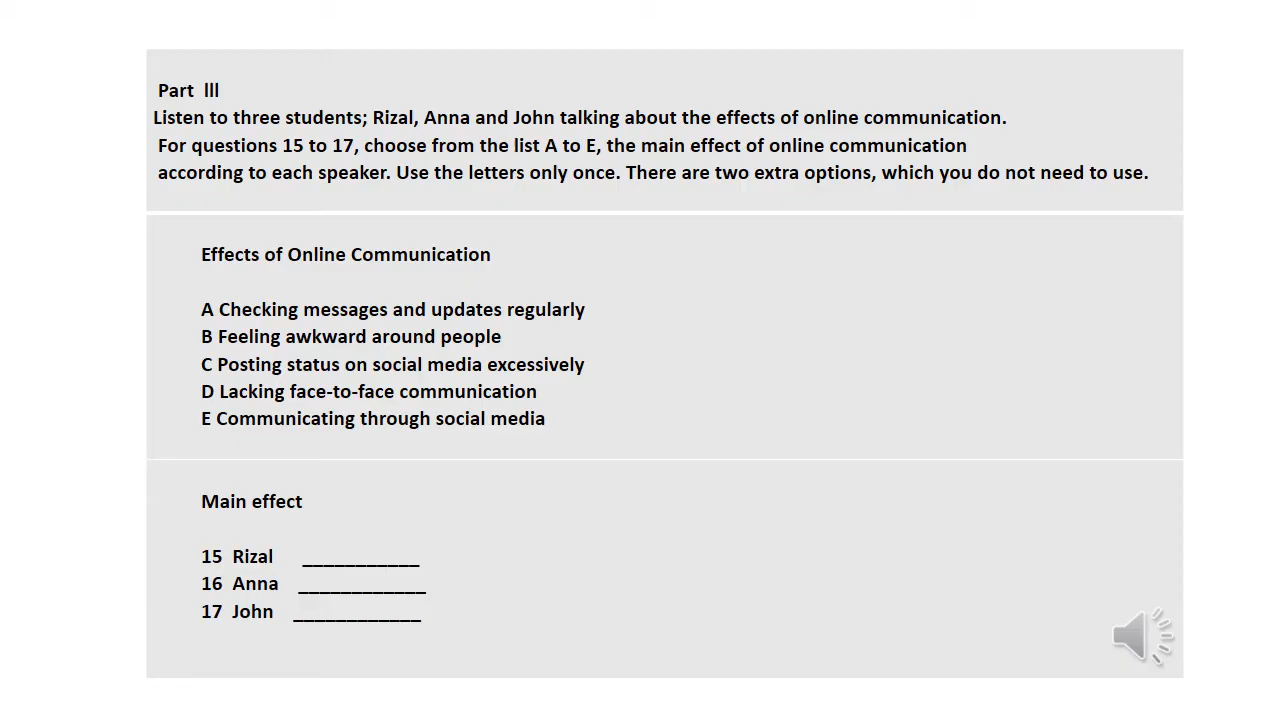 Part lll
Listen to three students; Rizal, Anna and John talking about the effects of online communication.
For questions 15 to 17, choose from the list A to E, the main effect of online communication
according to each speaker. Use the letters only once. There are two extra options, which you do not need to use.
Effects of Online Communication
A Checking messages and updates regularly
B Feeling awkward around people
C Posting status on social media excessively
D Lacking face-to-face communication
E Communicating through social media
Main effect
15 Rizal ___________
16 Anna ____________
17 John ____________